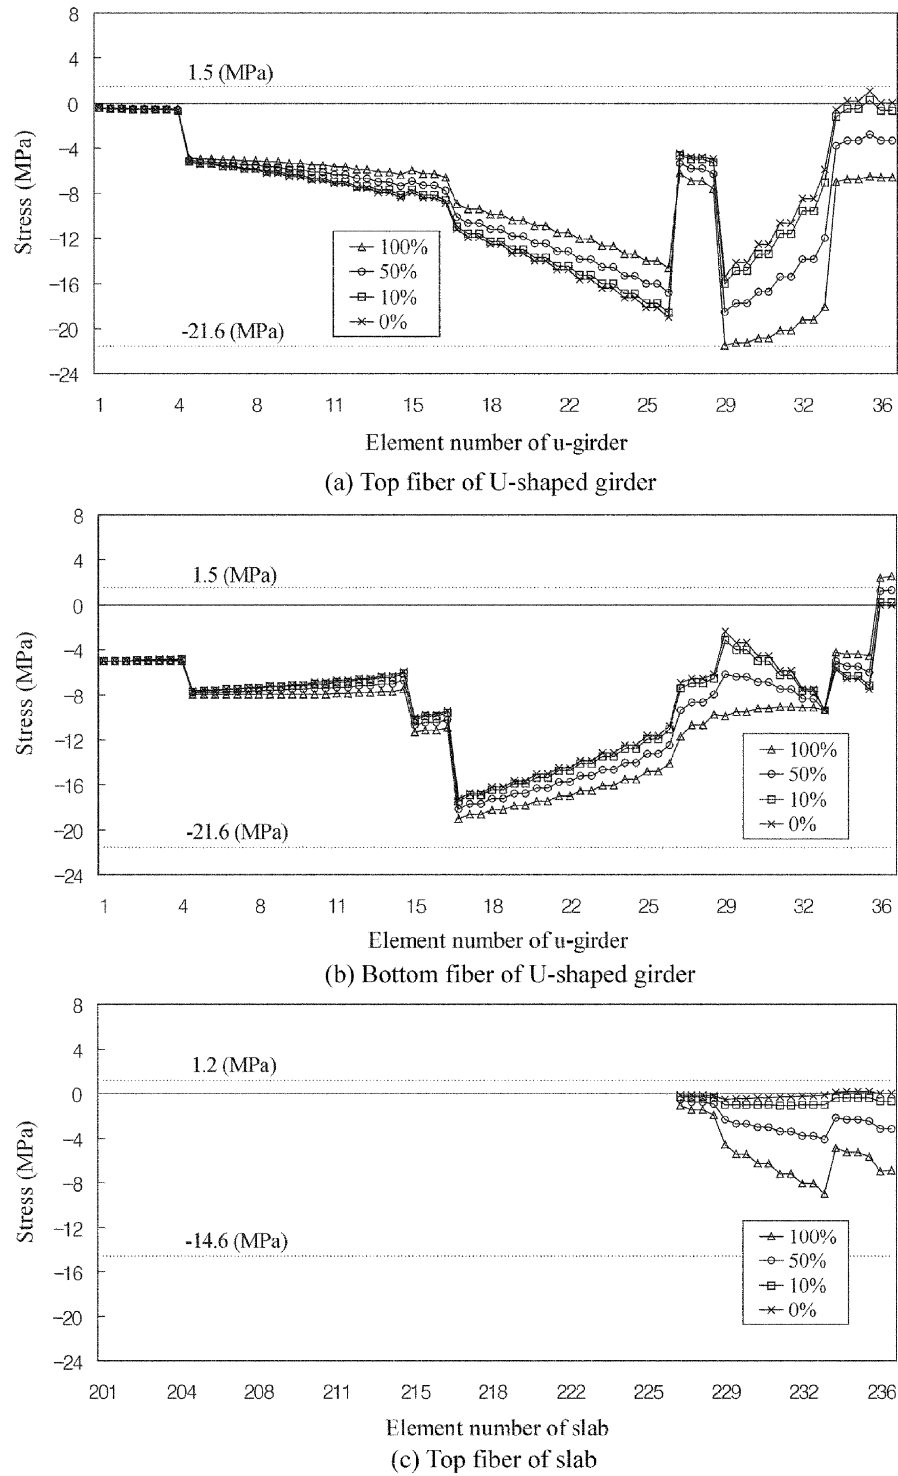 8
4
1.5 (MPa)
0
−4
−8
−12
−16
−20
−24
Stress (MPa)
100%
50%
10%
0%
-21.6 (MPa)
1 4 8 11 15 18 22 25 29 32 36
Element number of u-girder
(a) Top fiber of U-shaped girder
8
4
1.5 (MPa)
0
−4
−8
−12
−16
−20
−24
Stress (MPa)
100%
50%
10%
0%
-21.6 (MPa)
1 4 8 11 15 18 22 25 29 32 36
Element number of u-girder
(b) Bottom fiber of U-shaped girder
8
4
1.2 (MPa)
0
−4
−8
−12
−16
−20
−24
Stress (MPa)
-14.6 (MPa)
100%
50%
10%
0%
201 204 208 211 215 218 222 225 229 232 236
Element number of slab
(c) Top fiber of slab